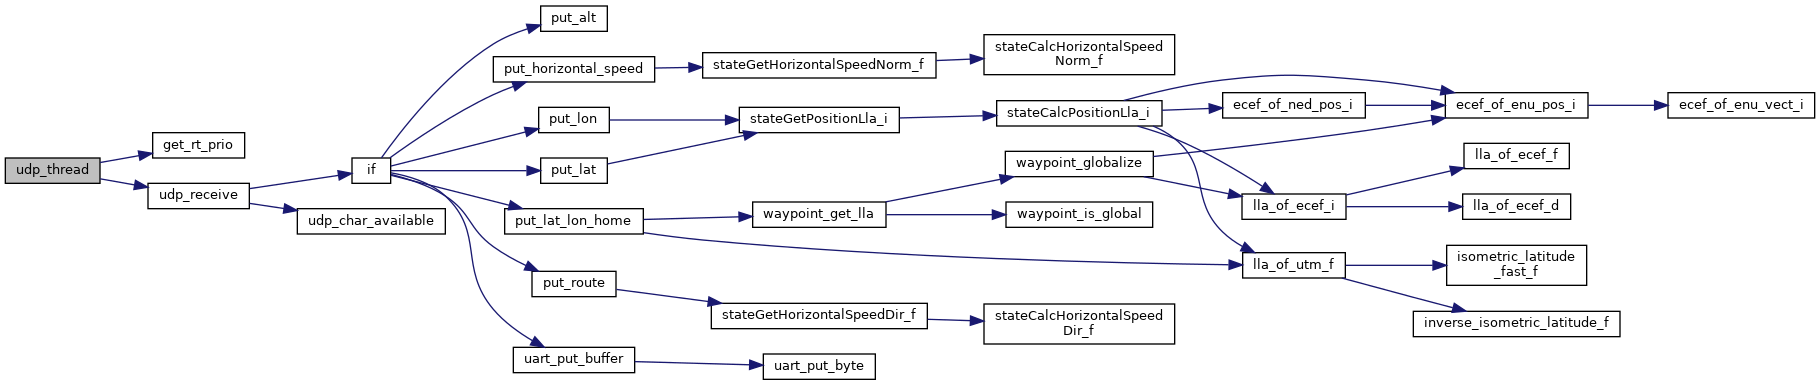 udp_thread
get_rt_prio
udp_receive
if
udp_char_available
put_alt
put_horizontal_speed
put_lon
put_lat
put_lat_lon_home
put_route
uart_put_buffer
stateGetHorizontalSpeedNorm_f
stateGetPositionLla_i
waypoint_get_lla
stateGetHorizontalSpeedDir_f
uart_put_byte
stateCalcHorizontalSpeed
Norm_f
stateCalcPositionLla_i
waypoint_globalize
waypoint_is_global
stateCalcHorizontalSpeed
Dir_f
ecef_of_ned_pos_i
lla_of_ecef_i
lla_of_utm_f
ecef_of_enu_pos_i
lla_of_ecef_f
lla_of_ecef_d
isometric_latitude
_fast_f
inverse_isometric_latitude_f
ecef_of_enu_vect_i